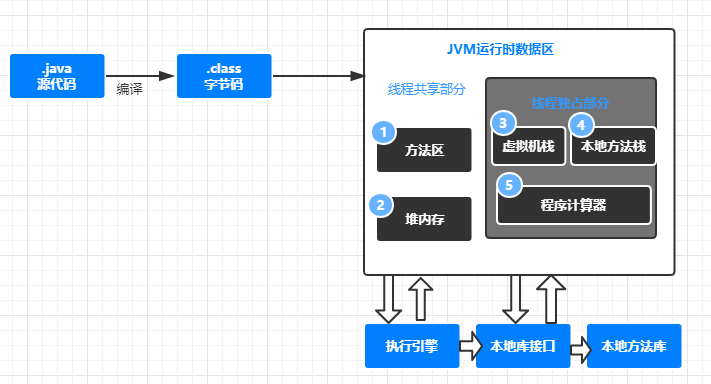 JVM运行时数据区
.java
源代码
编译
.class
字节码
线程共享部分
线程独占部分
1
方法区
2
堆内存
3
虚拟机栈
4
本地方法栈
5
程序计算器
执行引擎
本地库接口
本地方法库